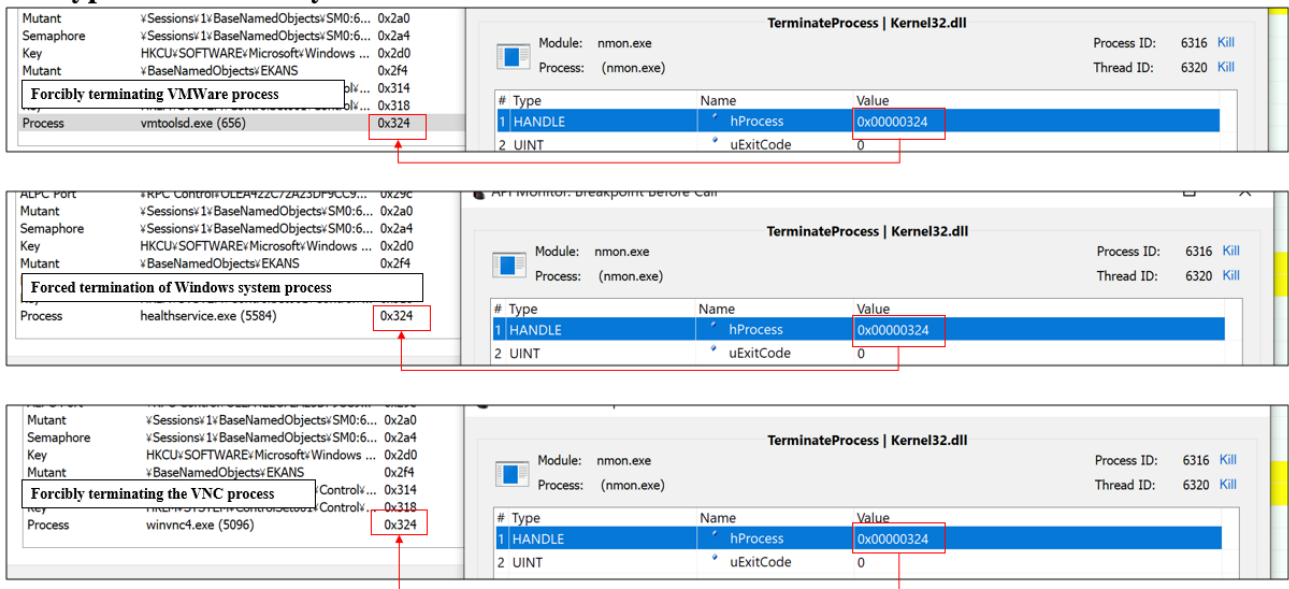 Mutant ¥Sessions¥1¥BaseNamedObjects¥SM0:6... 0x2a0
Semaphore ¥Sessions¥1¥BaseNamedObjects¥SM0:6... 0x2a4
Key HKCU¥SOFTWARE¥Microsoft¥Windows ... 0x2d0
Mutant ¥BaseNamedObjects¥EKANS 0x2f4
Forcibly terminating VMWare process
0x314
0x318
Process vmtoolsd.exe (656) 0x324
TerminateProcess | Kernel32.dll
Module: nmon.exe Process ID: 6316 Kill
Process: (nmon.exe) Thread ID: 6320 Kill
# Type Name Value
1 HANDLE hProcess 0x00000324
2 UINT uExitCode 0
ALPC Port ¥RPC Control¥OLEA422C72A23DF9CC9... 0x29c
Mutant ¥Sessions¥1¥BaseNamedObjects¥SM0:6... 0x2a0
Semaphore ¥Sessions¥1¥BaseNamedObjects¥SM0:6... 0x2a4
Key HKCU¥SOFTWARE¥Microsoft¥Windows ... 0x2d0
Mutant ¥BaseNamedObjects¥EKANS 0x2f4
Forced termination of Windows system process
Process healthservice.exe (5584) 0x324
API Monitor: Breakpoint Before Call
TerminateProcess | Kernel32.dll
Module: nmon.exe Process ID: 6316 Kill
Process: (nmon.exe) Thread ID: 6320 Kill
# Type Name Value
1 HANDLE hProcess 0x00000324
2 UINT uExitCode 0
Mutant ¥Sessions¥1¥BaseNamedObjects¥SM0:6... 0x2a0
Semaphore ¥Sessions¥1¥BaseNamedObjects¥SM0:6... 0x2a4
Key HKCU¥SOFTWARE¥Microsoft¥Windows ... 0x2d0
Mutant ¥BaseNamedObjects¥EKANS 0x2f4
Forcibly terminating the VNC process
¥Control¥... 0x314
Key HKLM¥SYSTEM¥ControlSet001¥Control¥... 0x318
Process winvnc4.exe (5096) 0x324
TerminateProcess | Kernel32.dll
Module: nmon.exe Process ID: 6316 Kill
Process: (nmon.exe) Thread ID: 6320 Kill
# Type Name Value
1 HANDLE hProcess 0x00000324
2 UINT uExitCode 0